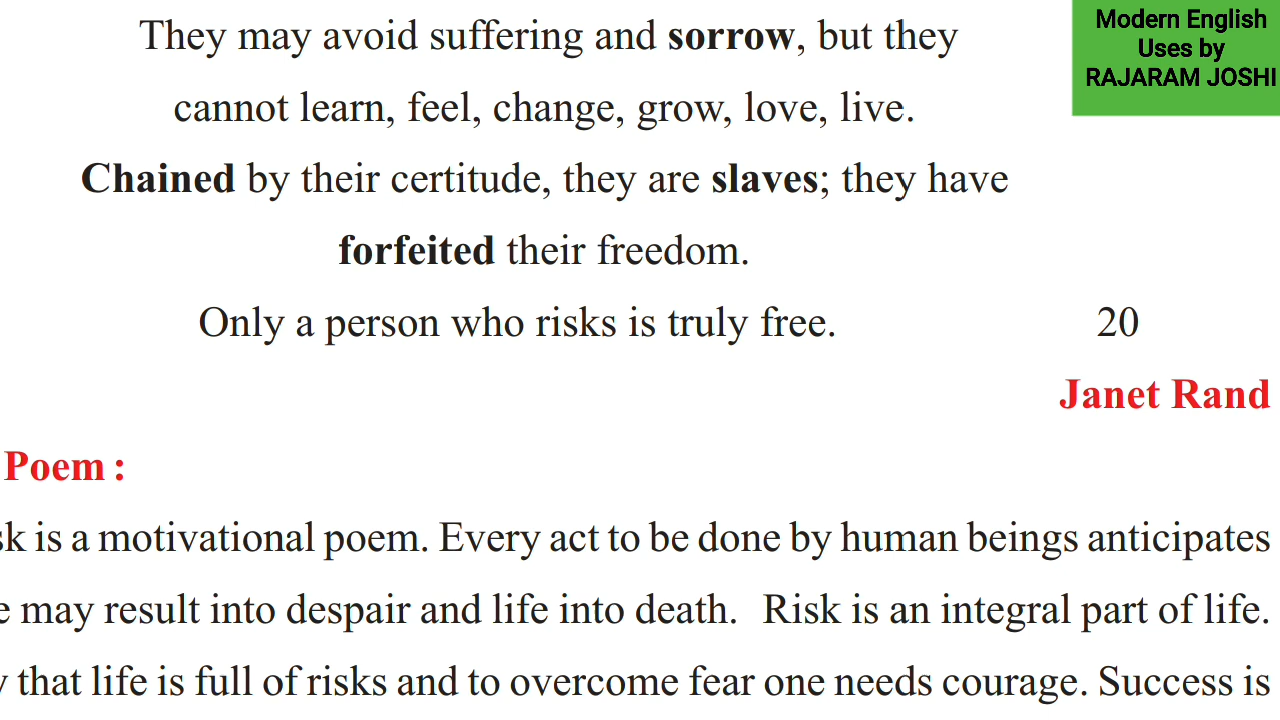 They may avoid suffering and sorrow, but they
cannot learn, feel, change, grow, love, live.
Chained by their certitude, they are slaves; they have
forfeited their freedom.
Only a person who risks is truly free. 20
Janet Rand
Poem :
is a motivational poem. Every act to be done by human beings anticipates
may result into despair and life into death. Risk is an integral part of life.
that life is full of risks and to overcome fear one needs courage. Success is
Modern English
Uses by
RAJARAM JOSHI